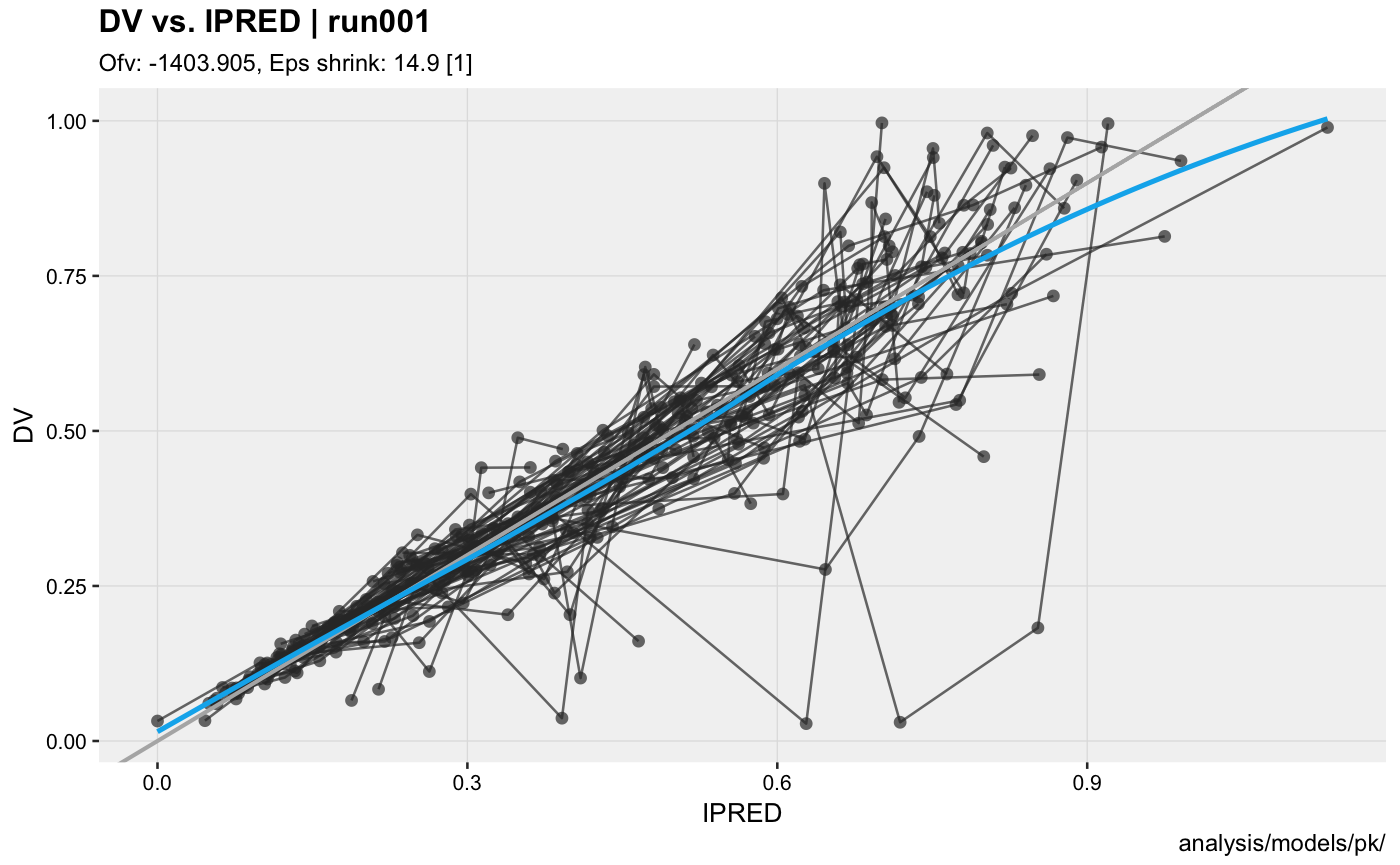 DV vs. IPRED | run001
Ofv: -1403.905, Eps shrink: 14.9 [1]
1.00
0.75
0.50
0.25
0.00
DV
0.0 0.3 0.6 0.9
IPRED
analysis/models/pk/